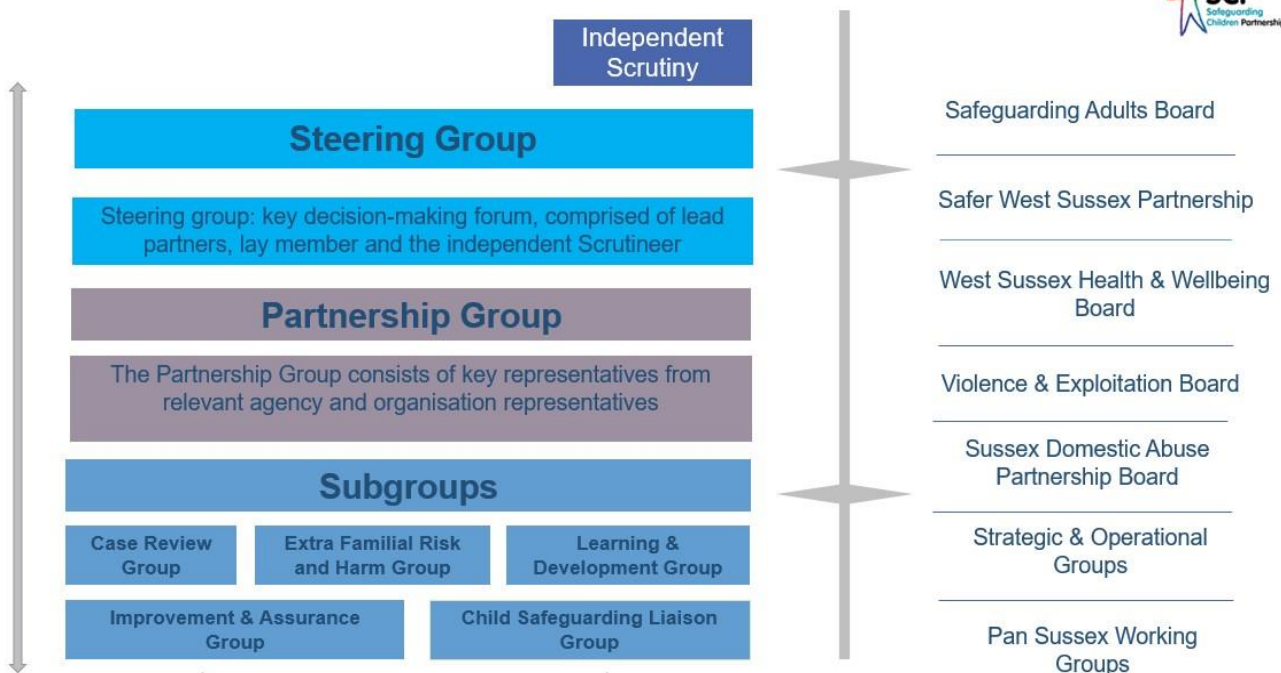 Safeguarding
Children Partnership
Independent
Scrutiny
Steering Group
Steering group: key decision-making forum, comprised of lead
partners, lay member and the independent Scrutineer
Partnership Group
The Partnership Group consists of key representatives from
relevant agency and organisation representatives
Subgroups
Case Review
Group
Extra Familial Risk
and Harm Group
Learning &
Development Group
Improvement & Assurance
Group
Child Safeguarding Liaison
Group
Safeguarding Adults Board
Safer West Sussex Partnership
West Sussex Health & Wellbeing
Board
Violence & Exploitation Board
Sussex Domestic Abuse
Partnership Board
Strategic & Operational
Groups
Pan Sussex Working
Groups